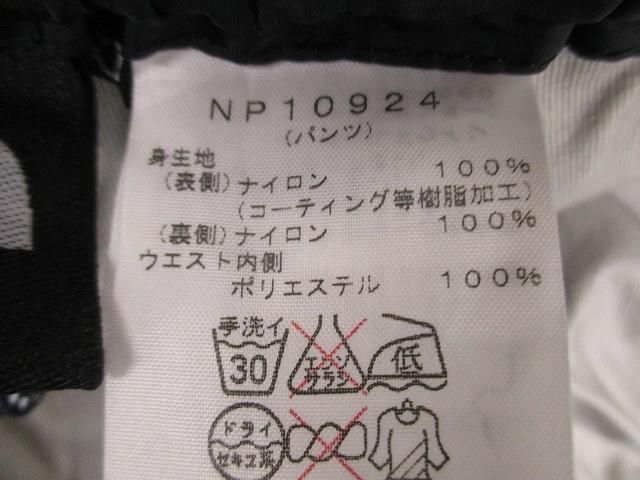 NP10924
(パンツ)
身生地
(表側)ナイロン 100%
(コーティング等樹脂加工)
(裏側)ナイロン 100%
ウエスト内側
ポリエステル 100%
手洗イ 30
エンソ サラシ
低
ドライ セキユ系